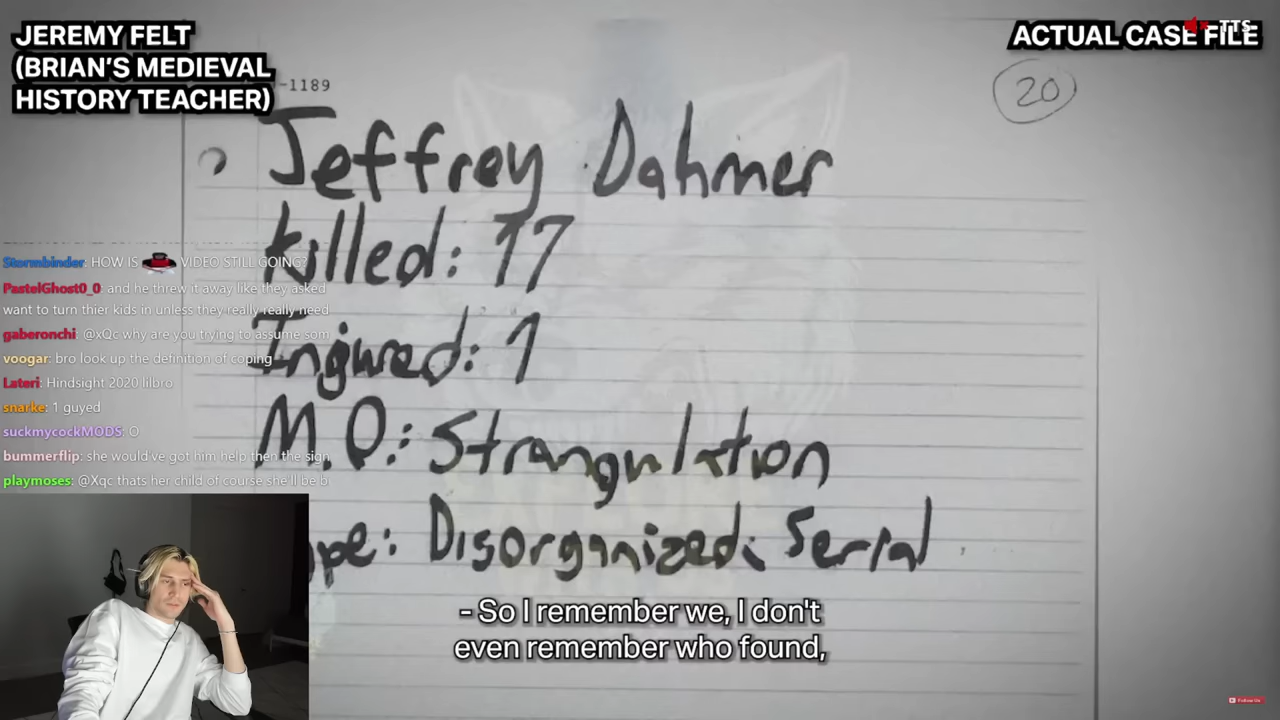 JEREMY FELT
(BRIAN'S MEDIEVAL
HISTORY TEACHER)
ACTUAL CASE FILE
TTS
-1189
20
Jeffrey Dahmer
Killed: 17
Ingured: 1
M.O.: Strangulation
ype: Disorganized: Serial
Stormbinder: HOW IS VIDEO STILL GOING?
PastelGhost0_0: and he threw it away like they asked
want to turn thier kids in unless they really really need
gaberonchi: @xQc why are you trying to assume som
voogar: bro look up the definition of coping
Lateri: Hindsight 2020 lilbro
snarke: 1 guyed
suckmycockMODS: O
bummerflip: she would've got him help then the sign
playmoses: @Xqc thats her child of course she'll be b
- So I remember we, I don't
even remember who found,
Follow Us